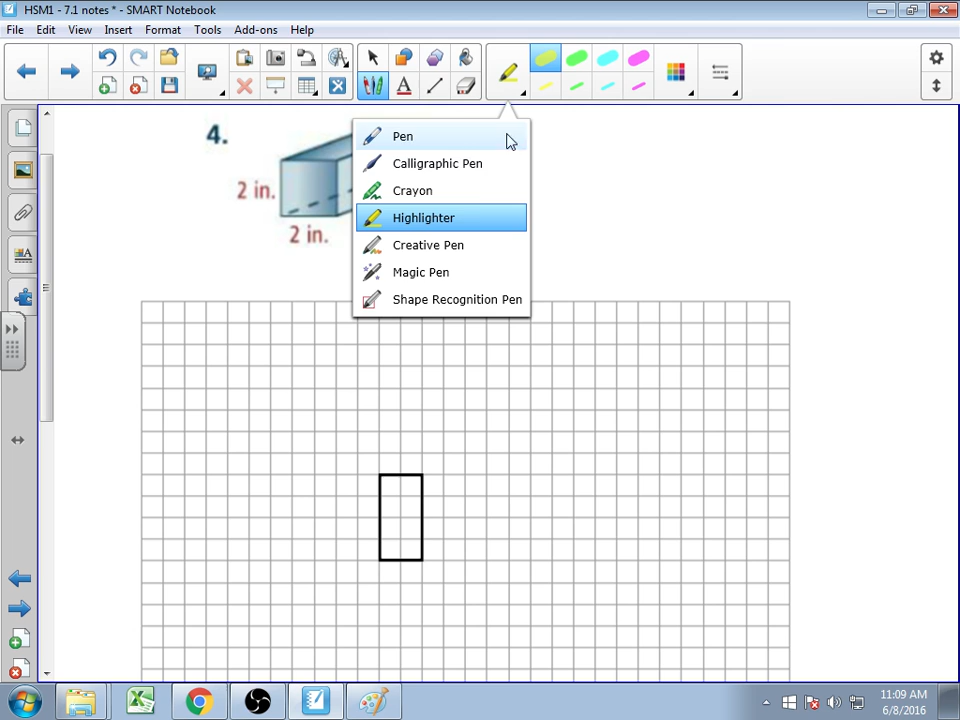 HSM1 - 7.1 notes * - SMART Notebook
File Edit View Insert Format Tools Add-ons Help
4.
2 in.
2 in.
Pen
Calligraphic Pen
Crayon
Highlighter
Creative Pen
Magic Pen
Shape Recognition Pen
11:09 AM
6/8/2016